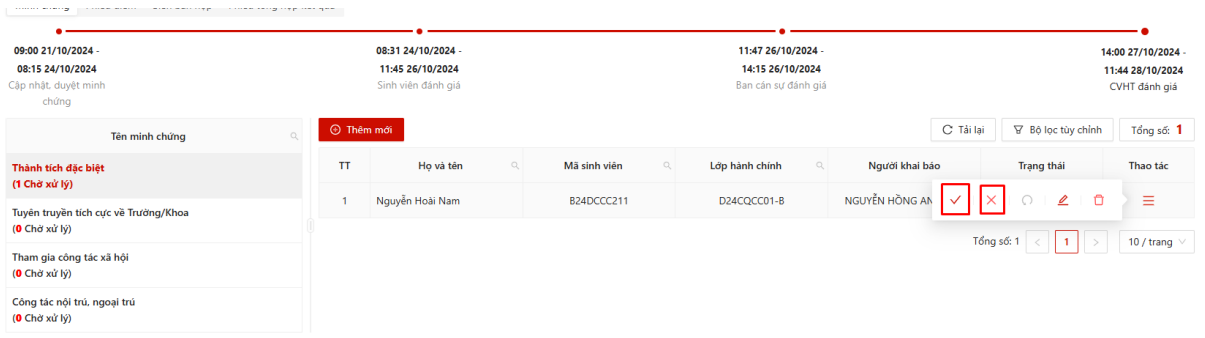 09:00 21/10/2024 -
08:15 24/10/2024
Cập nhật, duyệt minh
chứng
08:31 24/10/2024 -
11:45 26/10/2024
Sinh viên đánh giá
11:47 26/10/2024 -
14:15 26/10/2024
Ban cán sự đánh giá
14:00 27/10/2024 -
11:44 28/10/2024
CVHT đánh giá
Tên minh chứng
Thành tích đặc biệt
(1 Chờ xử lý)
Tuyên truyền tích cực về Trường/Khoa
(0 Chờ xử lý)
Tham gia công tác xã hội
(0 Chờ xử lý)
Công tác nội trú, ngoại trú
(0 Chờ xử lý)
Thêm mới
Tải lại
Bộ lọc tùy chỉnh
Tổng số: 1
TT Họ và tên Mã sinh viên Lớp hành chính Người khai báo Trạng thái Thao tác
1 Nguyễn Hoài Nam B24DCCC211 D24CQCC01-B NGUYỄN HỒNG AN
Tổng số: 1 < 1 > 10 / trang